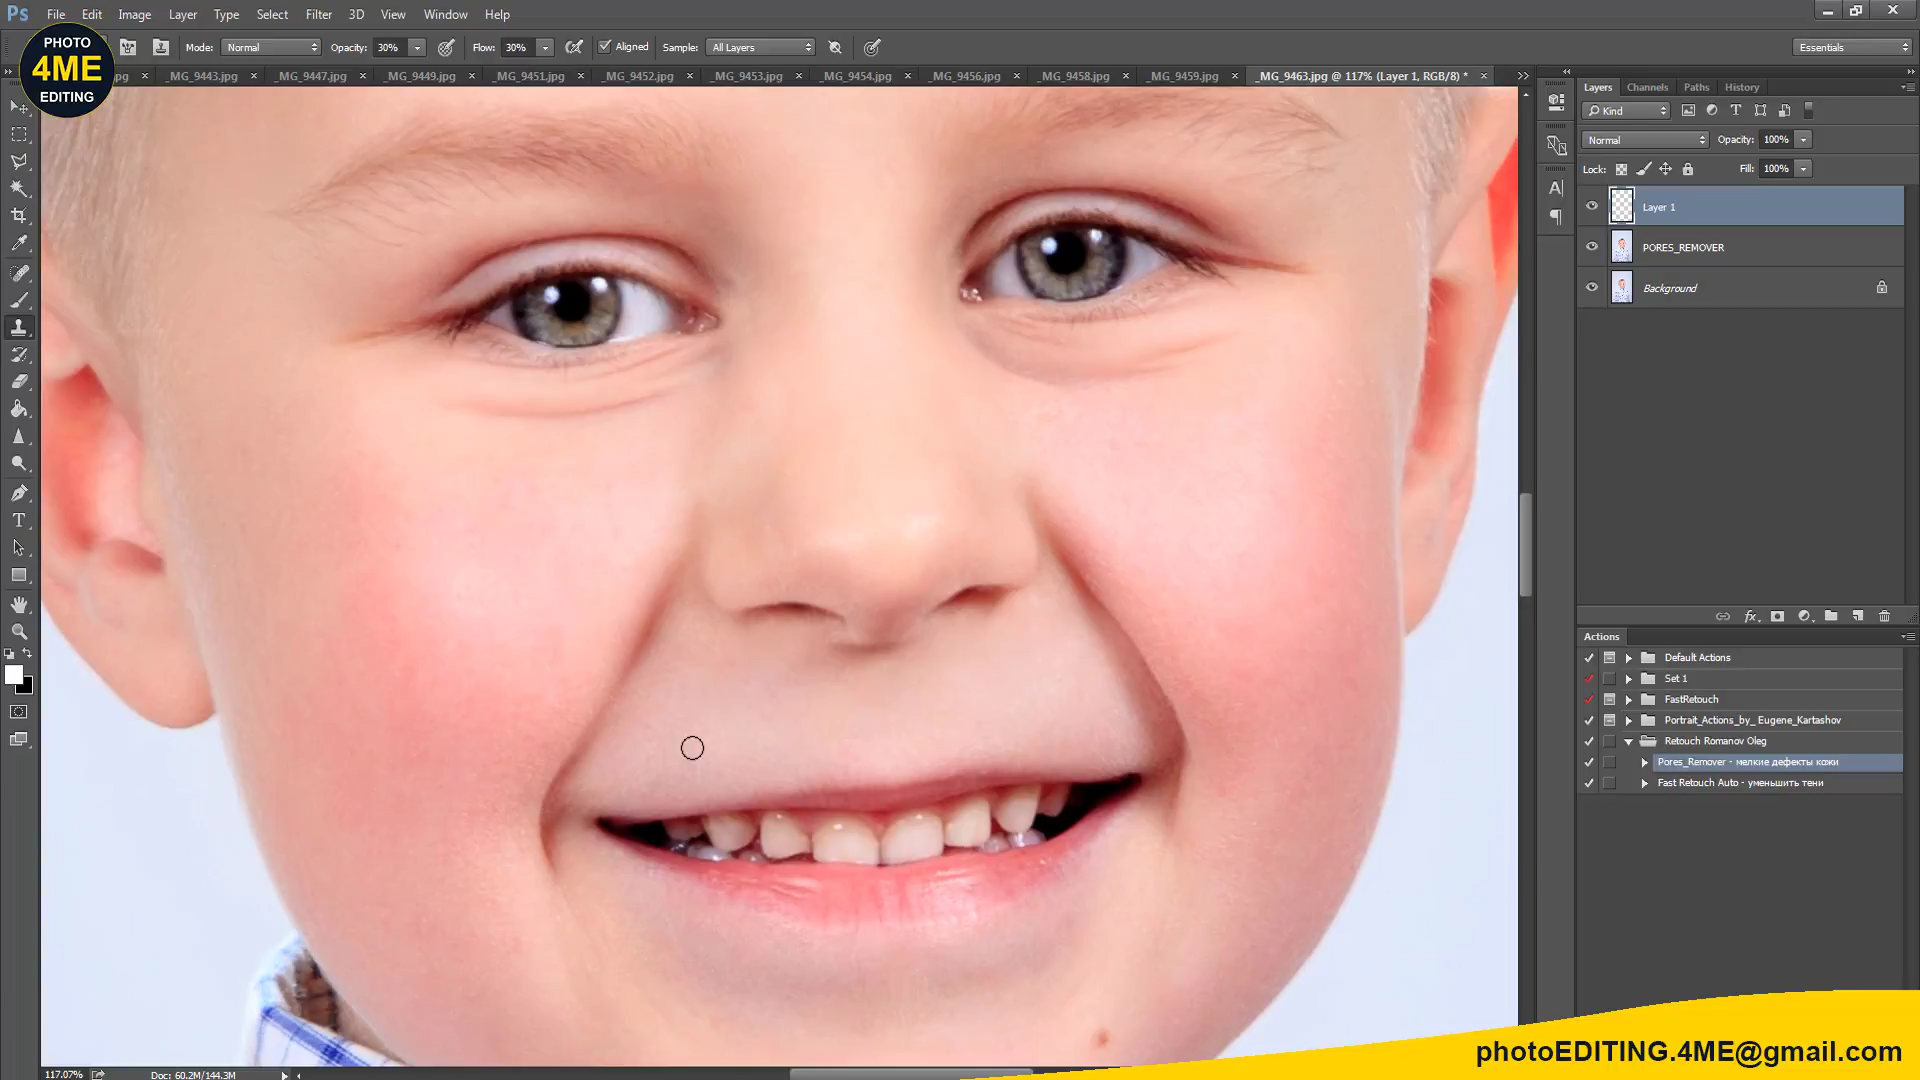 Ps File Edit Image Layer Type Select Filter 3D View Window Help
PHOTO
4ME
EDITING
Mode: Normal Opacity: 30% Flow: 30% Aligned Sample: All Layers Essentials
pg _MG_9443.jpg _MG_9447.jpg _MG_9449.jpg _MG_9451.jpg _MG_9452.jpg _MG_9453.jpg _MG_9454.jpg _MG_9456.jpg _MG_9458.jpg _MG_9459.jpg _MG_9463.jpg @ 117% (Layer 1, RGB/8) *
Layers Channels Paths History
Kind
Normal Opacity: 100%
Lock: Fill: 100%
Layer 1
PORES_REMOVER
Background
Actions
Default Actions
Set 1
FastRetouch
Portrait_Actions_by_ Eugene_Kartashov
Retouch Romanov Oleg
Pores_Remover - мелкие дефекты кожи
Fast Retouch Auto - уменьшить тени
photoEDITING.4ME@gmail.com
117.07% Doc: 60.2M/144.3M